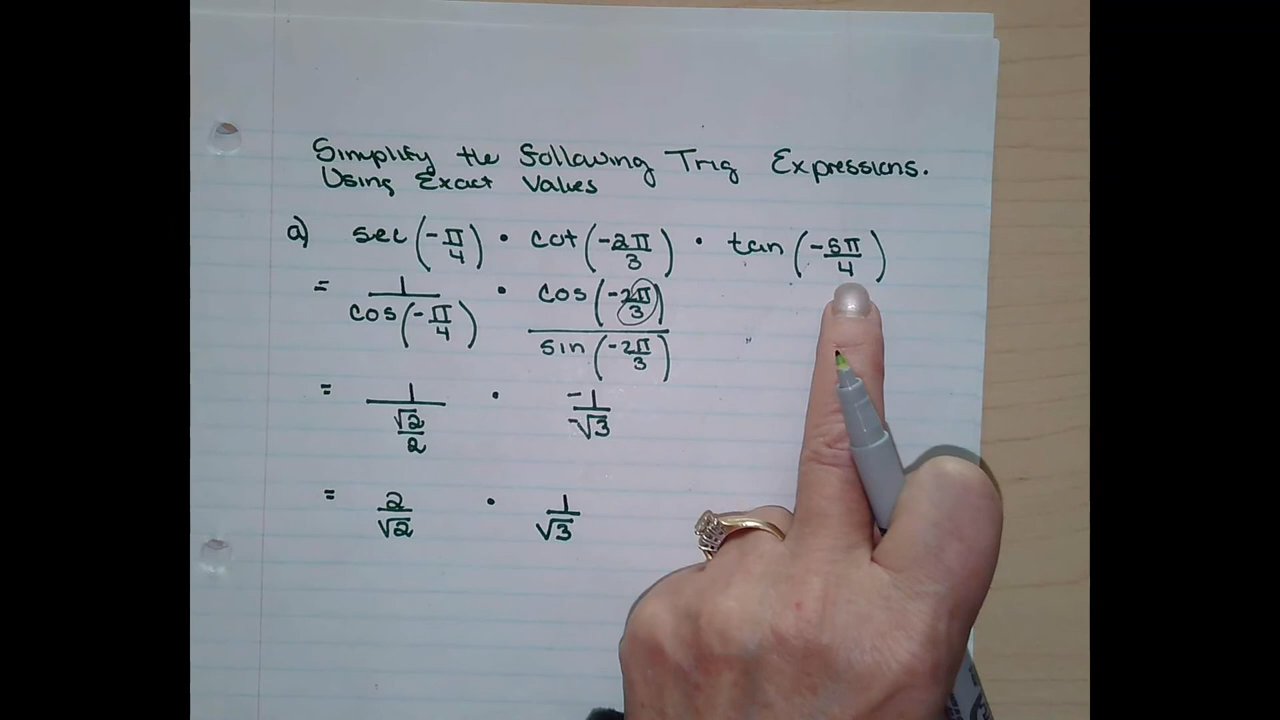 Simplify the following Trig Expressions.
Using Exact Values
a) sec(-π/4) · cot(-2π/3) · tan(-5π/4)
= 1/cos(-π/4) · cos(-2π/3)/sin(-2π/3)
= 1/(√2/2) · -1/-√3
= 2/√2 · 1/√3